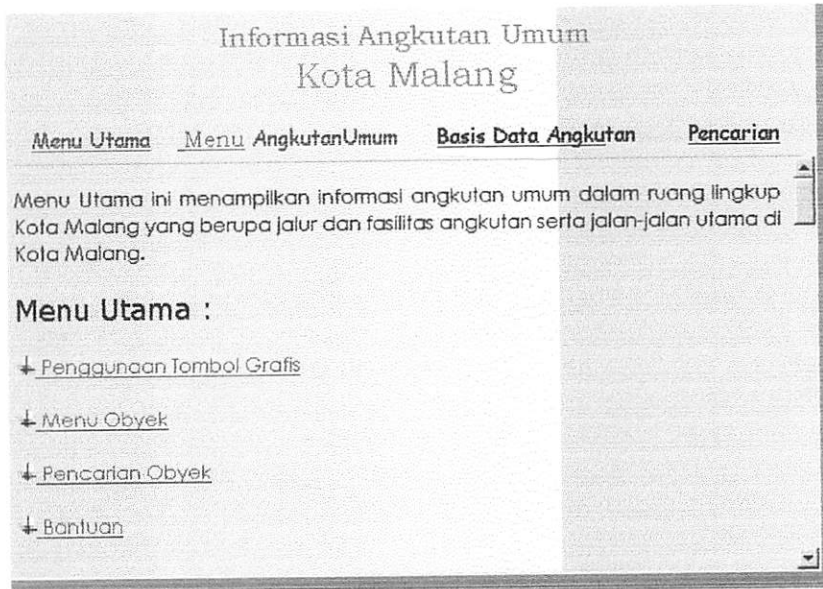 Informasi Angkutan Umum
Kota Malang
Menu Utama Menu AngkutanUmum Basis Data Angkutan Pencarian
Menu Utama ini menampilkan informasi angkutan umum dalam ruang lingkup
Kota Malang yang berupa jalur dan fasilitas angkutan serta jalan-jalan utama di
Kota Malang.
Menu Utama :
Penggunaan Tombol Grafis
Menu Obyek
Pencarian Obyek
Bantuan